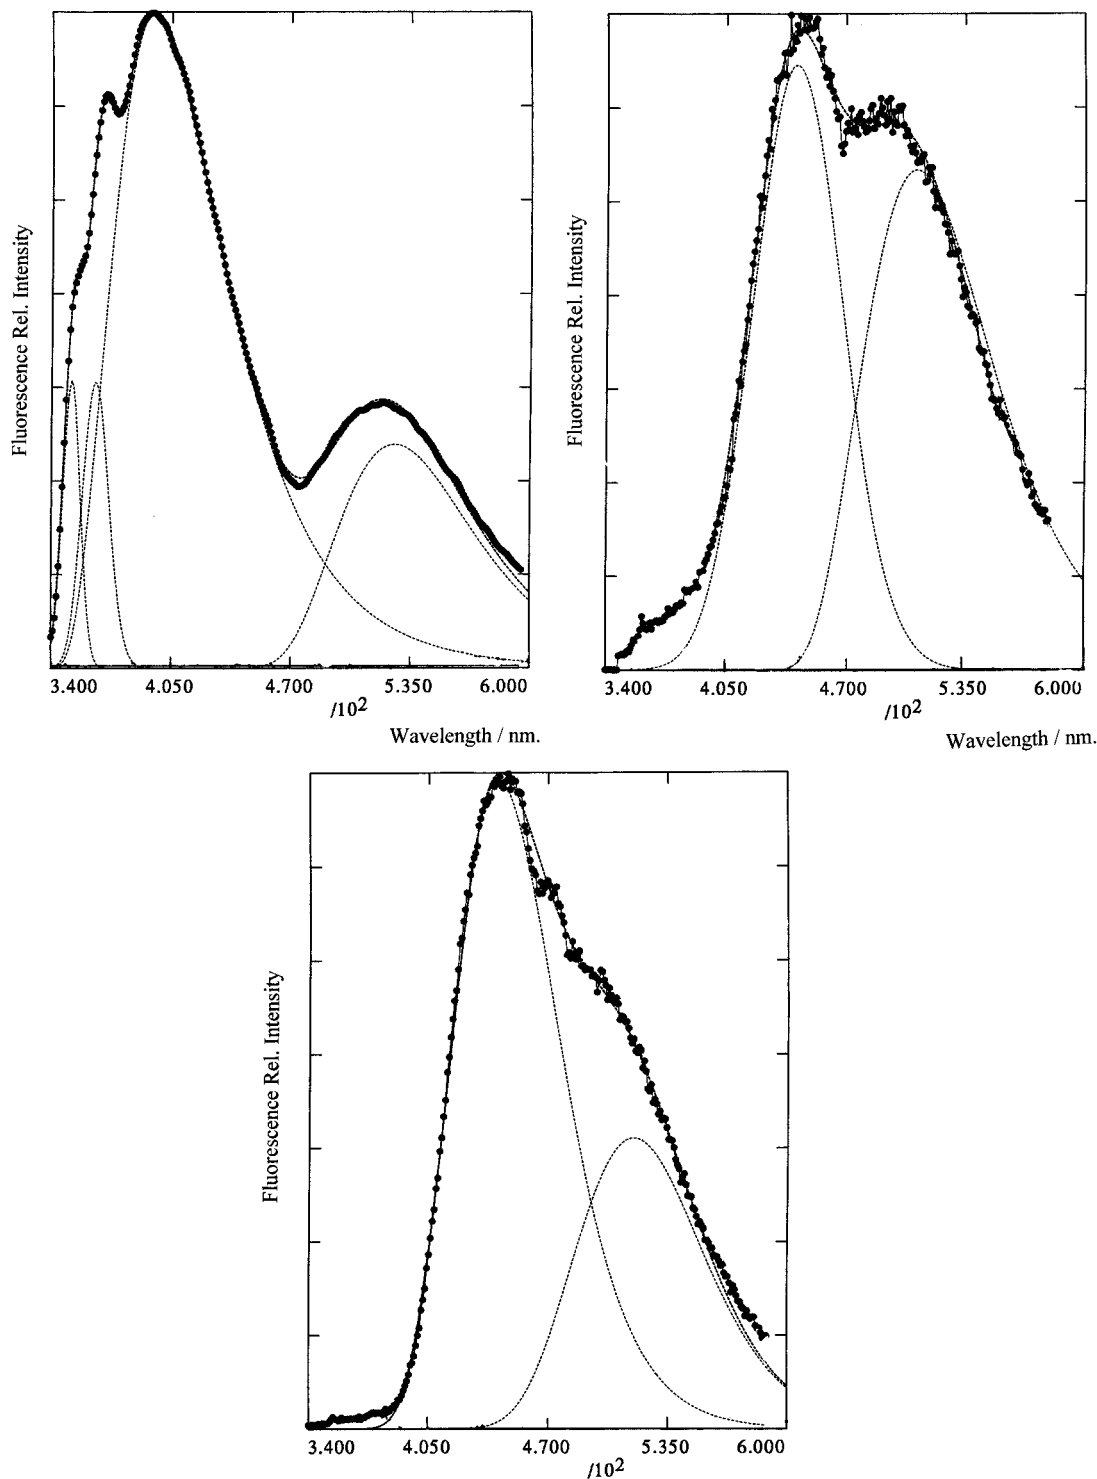 Fluorescence Rel. Intensity
3.400 4.050 4.700 5.350 6.000
/10²
Wavelength / nm.
Fluorescence Rel. Intensity
3.400 4.050 4.700 5.350 6.000
/10²
Wavelength / nm.
Fluorescence Rel. Intensity
3.400 4.050 4.700 5.350 6.000
/10²